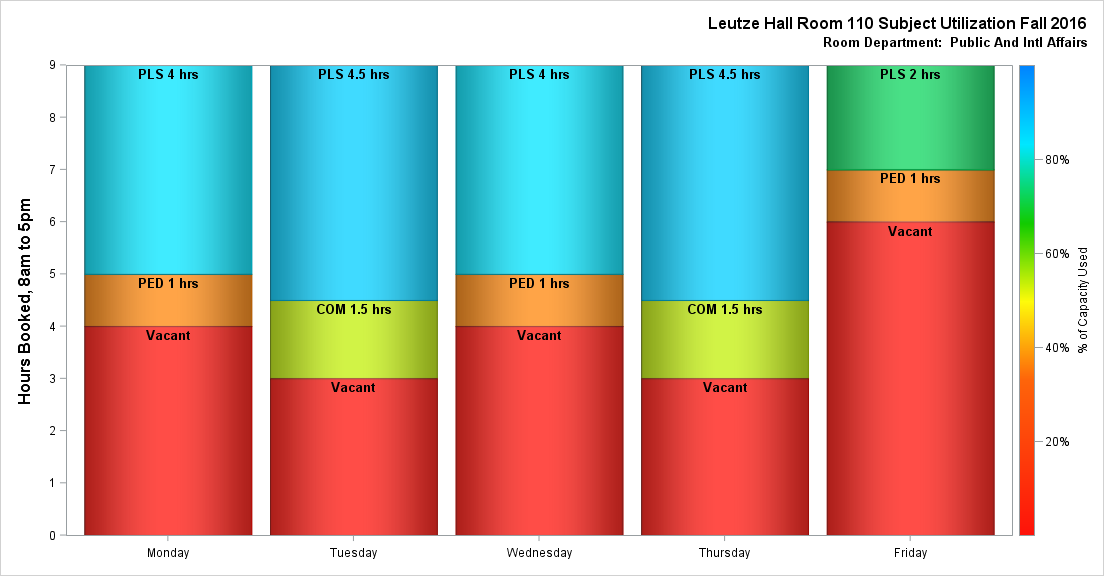 Leutze Hall Room 110 Subject Utilization Fall 2016
Room Department: Public And Intl Affairs
Hours Booked, 8am to 5pm
9
8
7
6
5
4
3
2
1
0
PLS 4 hrs
PED 1 hrs
Vacant
Monday
PLS 4.5 hrs
COM 1.5 hrs
Vacant
Tuesday
PLS 4 hrs
PED 1 hrs
Vacant
Wednesday
PLS 4.5 hrs
COM 1.5 hrs
Vacant
Thursday
PLS 2 hrs
PED 1 hrs
Vacant
Friday
80%
60%
40%
20%
% of Capacity Used